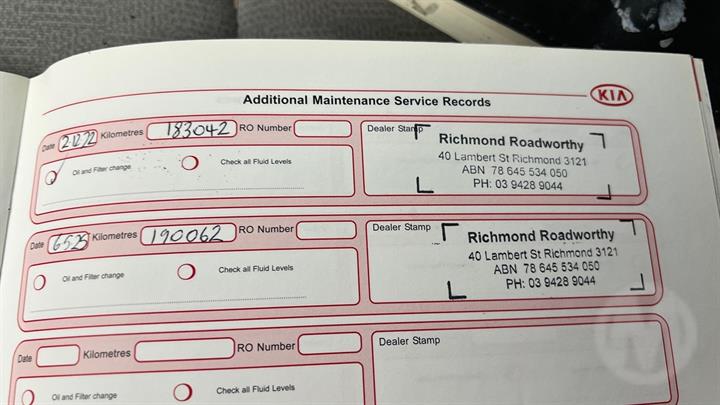 Additional Maintenance Service Records
KIA
Date 2-12-22 Kilometres 183042 RO Number
Dealer Stamp
Oil and Filter change Check all Fluid Levels
Richmond Roadworthy
40 Lambert St Richmond 3121
ABN 78 645 534 050
PH: 03 9428 9044
Date 6525 Kilometres 190062 RO Number
Dealer Stamp
Oil and Filter change Check all Fluid Levels
Richmond Roadworthy
40 Lambert St Richmond 3121
ABN 78 645 534 050
PH: 03 9428 9044
Date Kilometres RO Number
Dealer Stamp
Oil and Filter change Check all Fluid Levels